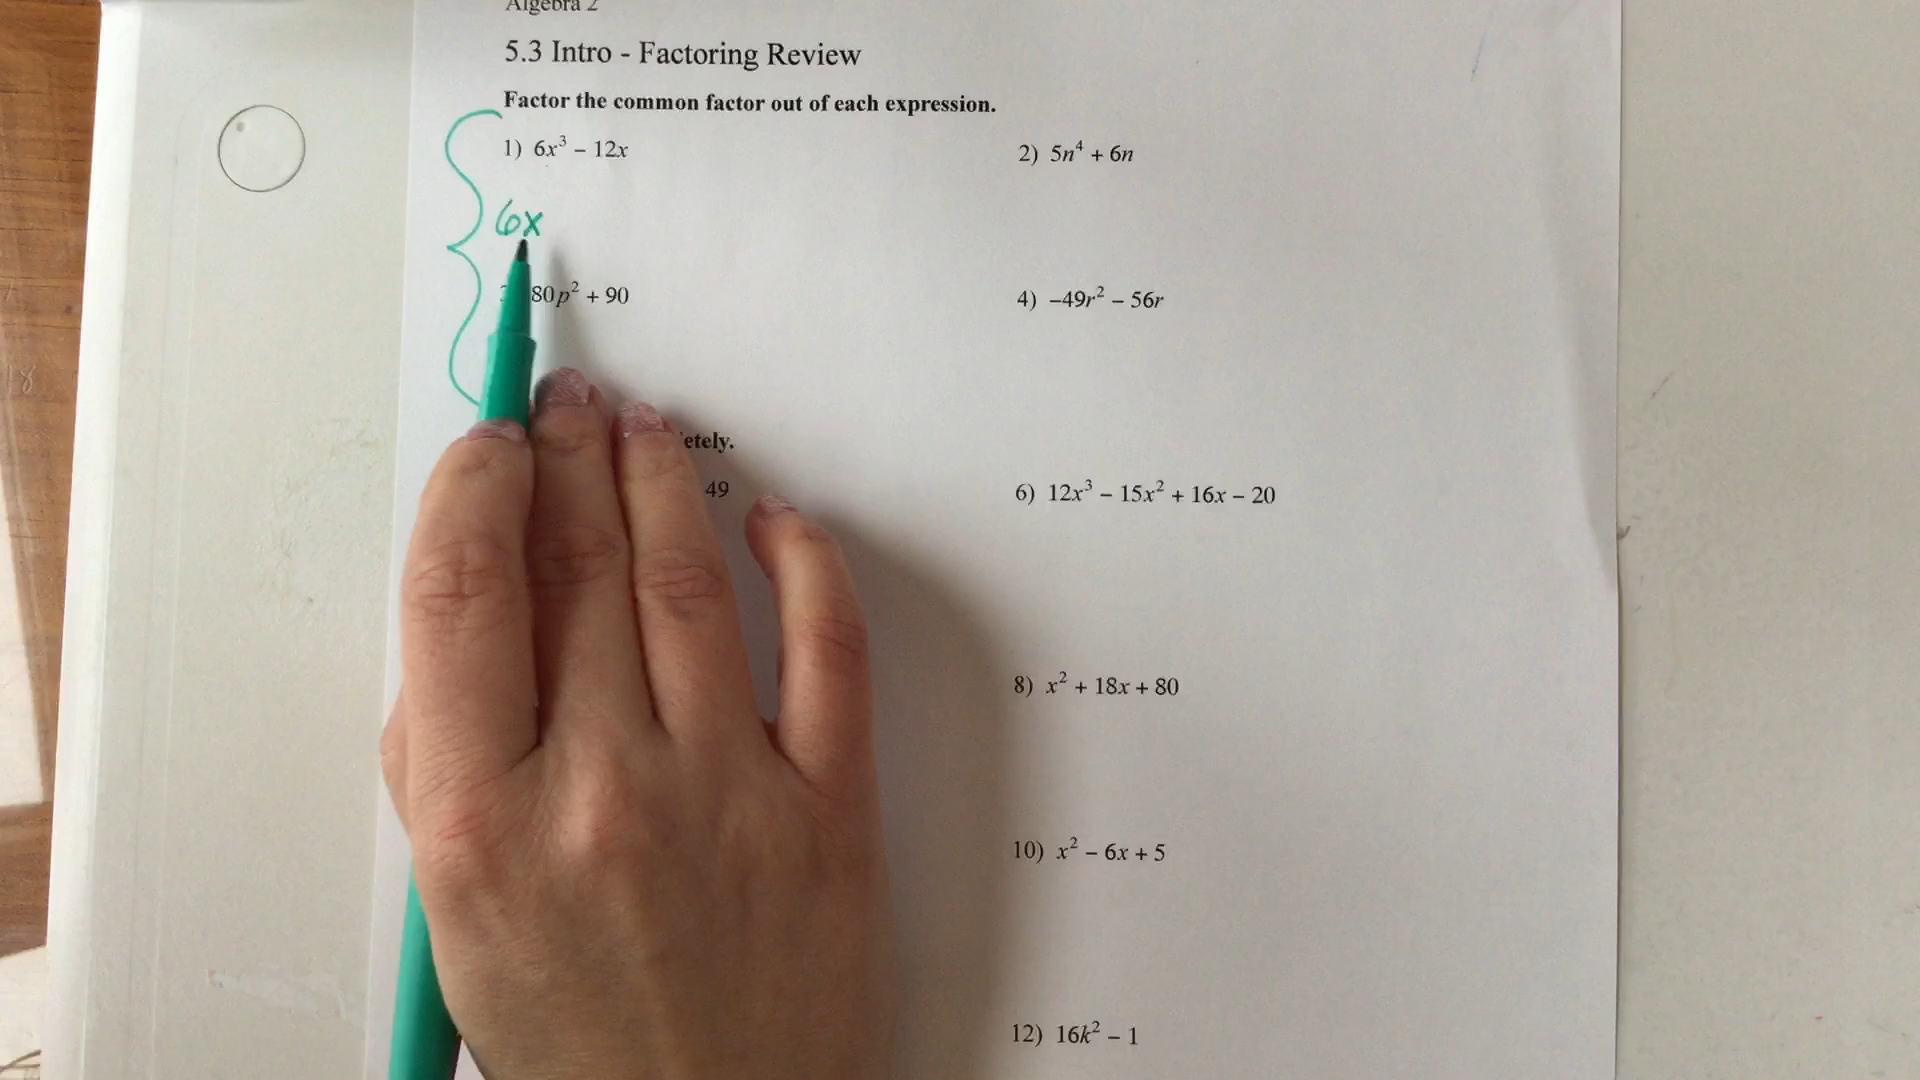 Algebra 2
5.3 Intro - Factoring Review
Factor the common factor out of each expression.
1) 6x³ – 12x
2) 5n⁴ + 6n
6x
80p² + 90
4) –49r² – 56r
etely.
49
6) 12x³ – 15x² + 16x – 20
8) x² + 18x + 80
10) x² – 6x + 5
12) 16k² – 1